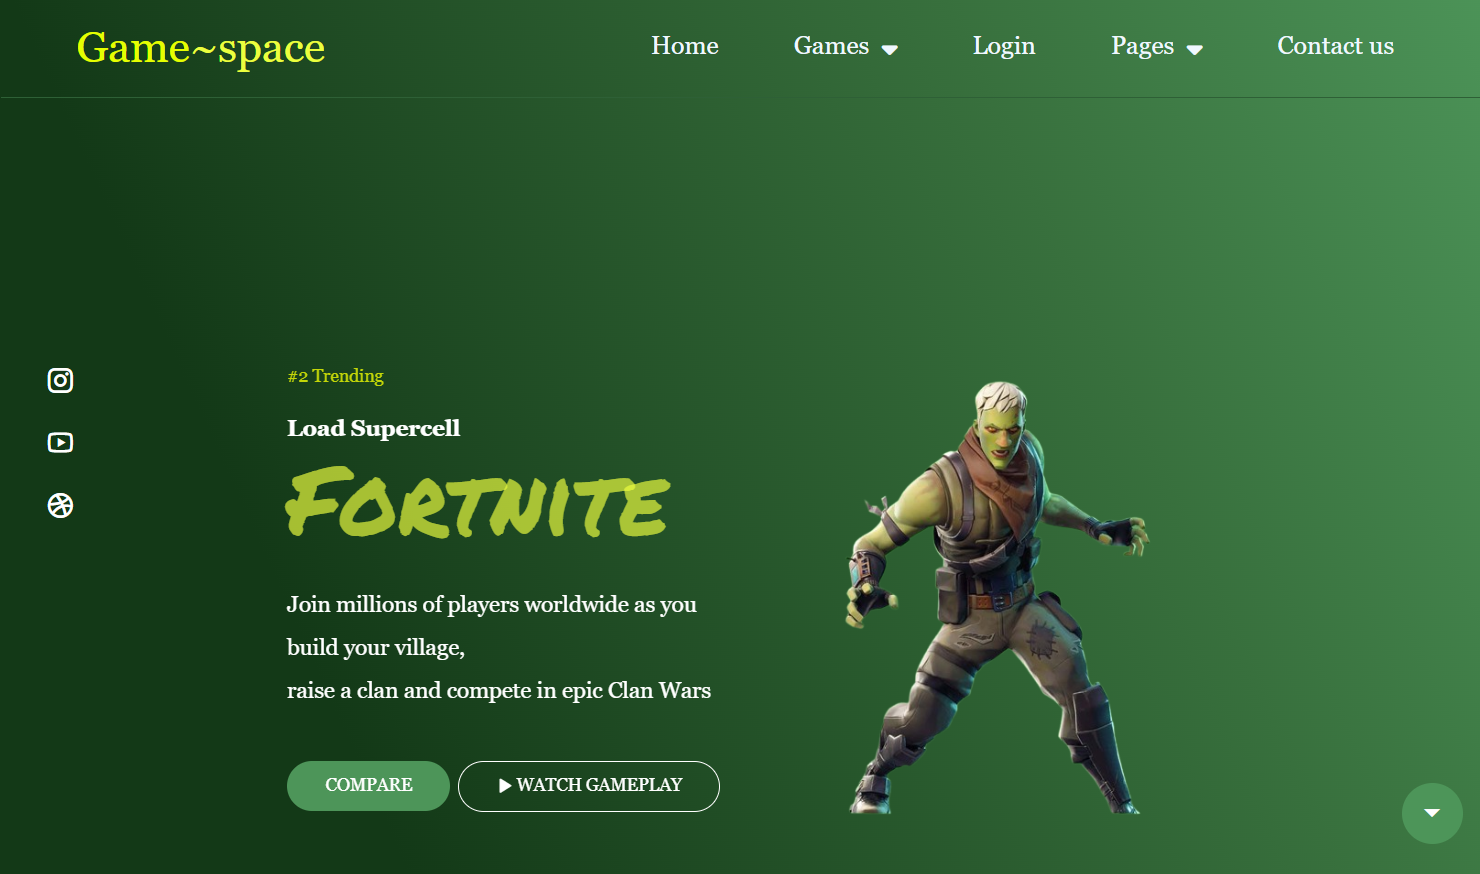 Game~space
Home Games Login Pages Contact us
#2 Trending
Load Supercell
FORTNITE
Join millions of players worldwide as you
build your village,
raise a clan and compete in epic Clan Wars
COMPARE WATCH GAMEPLAY